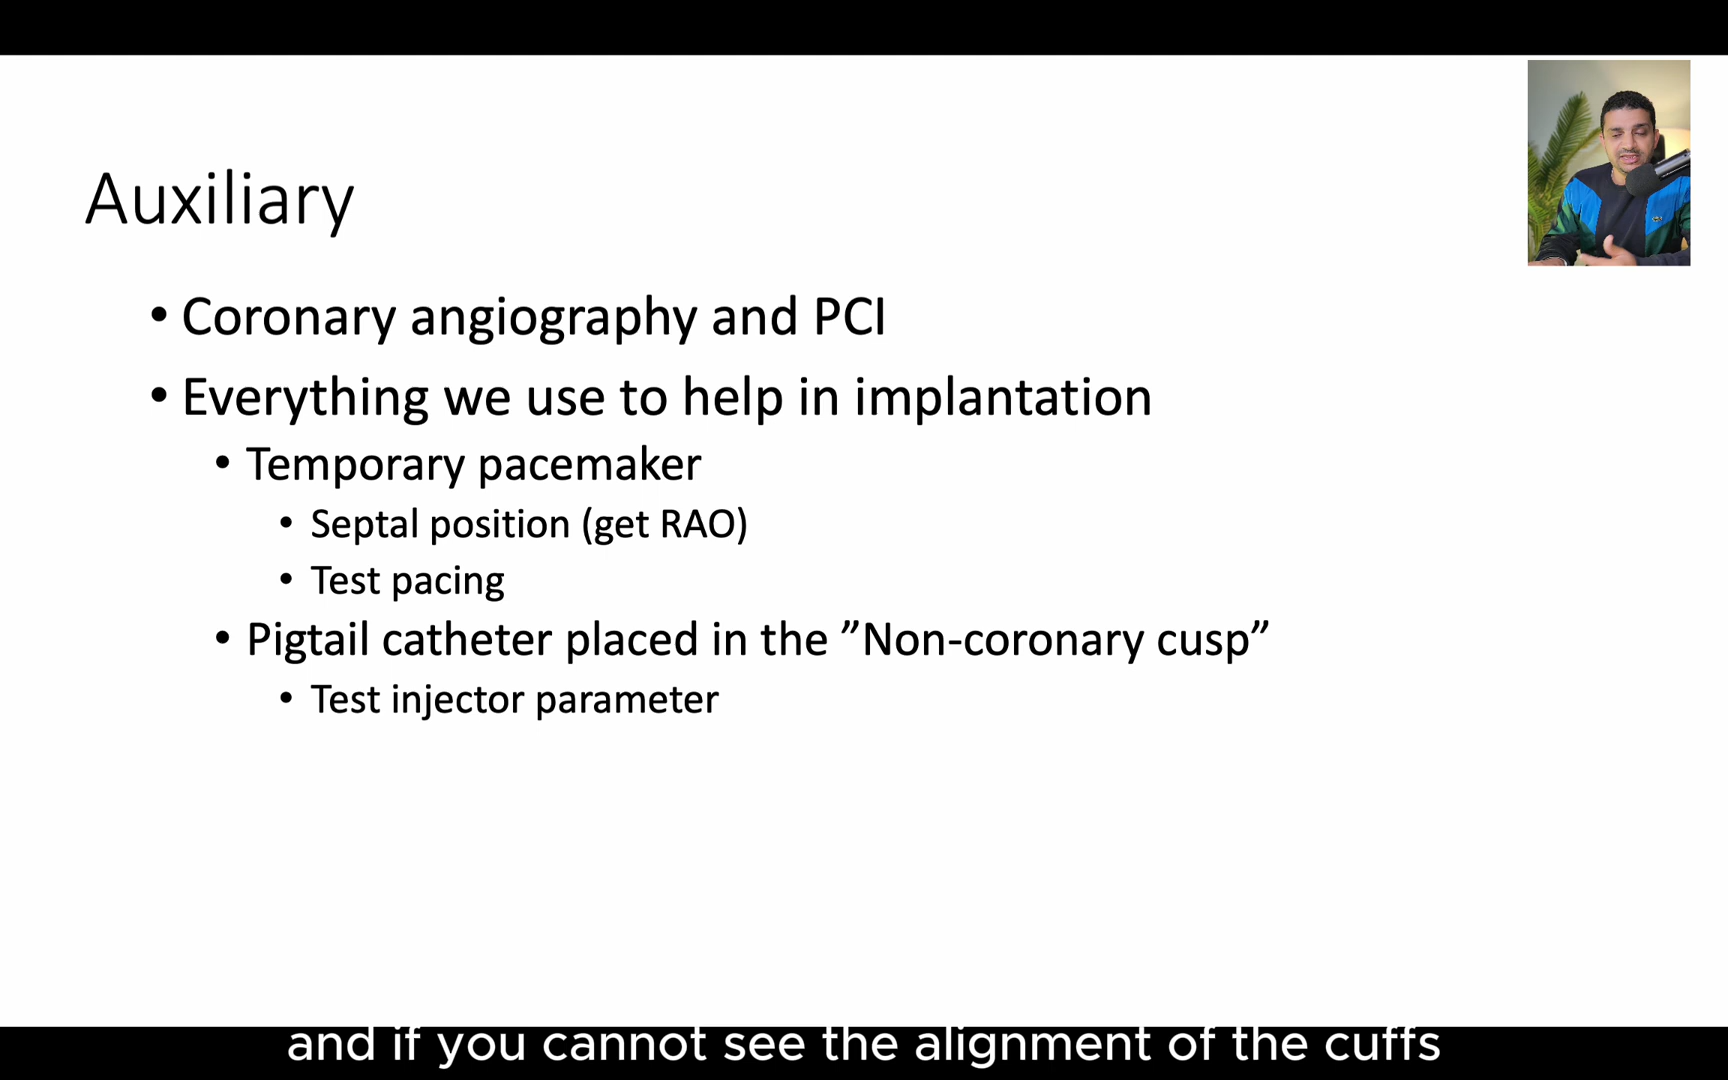 Auxiliary
• Coronary angiography and PCI
• Everything we use to help in implantation
• Temporary pacemaker
• Septal position (get RAO)
• Test pacing
• Pigtail catheter placed in the ”Non-coronary cusp”
• Test injector parameter
and if you cannot see the alignment of the cuffs